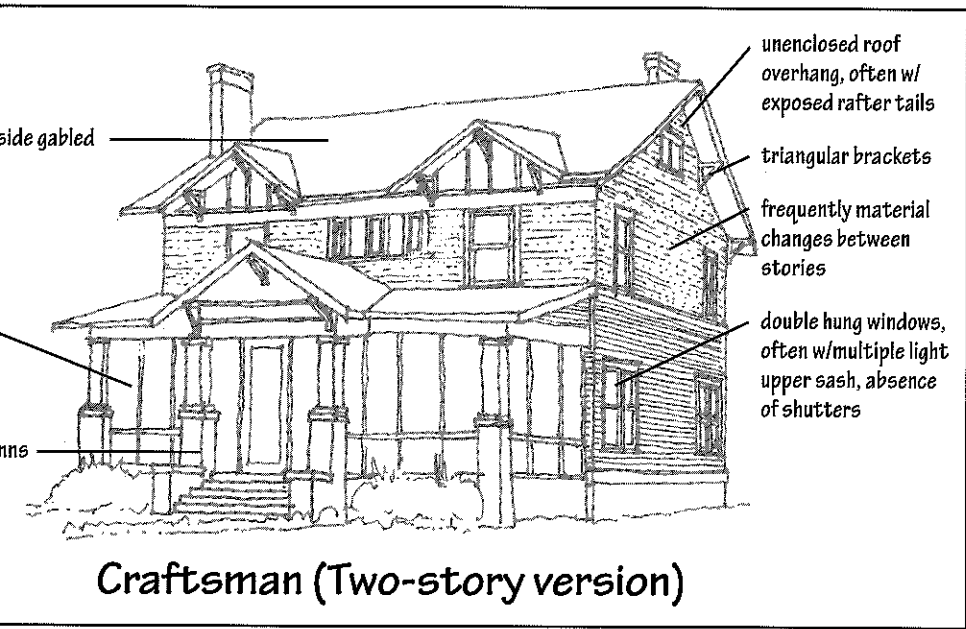 side gabled
nns
unenclosed roof
overhang, often w/
exposed rafter tails
triangular brackets
frequently material
changes between
stories
double hung windows,
often w/multiple light
upper sash, absence
of shutters
Craftsman (Two-story version)